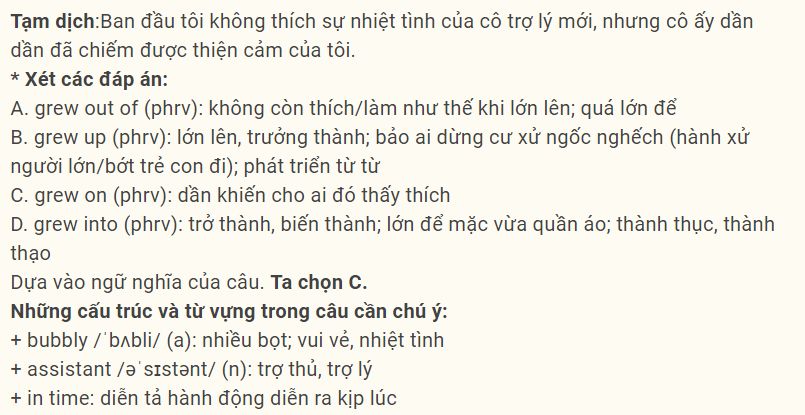 Tạm dịch:Ban đầu tôi không thích sự nhiệt tình của cô trợ lý mới, nhưng cô ấy dần
dần đã chiếm được thiện cảm của tôi.
* Xét các đáp án:
A. grew out of (phrv): không còn thích/làm như thế khi lớn lên; quá lớn để
B. grew up (phrv): lớn lên, trưởng thành; bảo ai dừng cư xử ngốc nghếch (hành xử
người lớn/bớt trẻ con đi); phát triển từ từ
C. grew on (phrv): dần khiến cho ai đó thấy thích
D. grew into (phrv): trở thành, biến thành; lớn để mặc vừa quần áo; thành thục, thành
thạo
Dựa vào ngữ nghĩa của câu. Ta chọn C.
Những cấu trúc và từ vựng trong câu cần chú ý:
+ bubbly /ˈbʌbli/ (a): nhiều bọt; vui vẻ, nhiệt tình
+ assistant /əˈsɪstənt/ (n): trợ thủ, trợ lý
+ in time: diễn tả hành động diễn ra kịp lúc